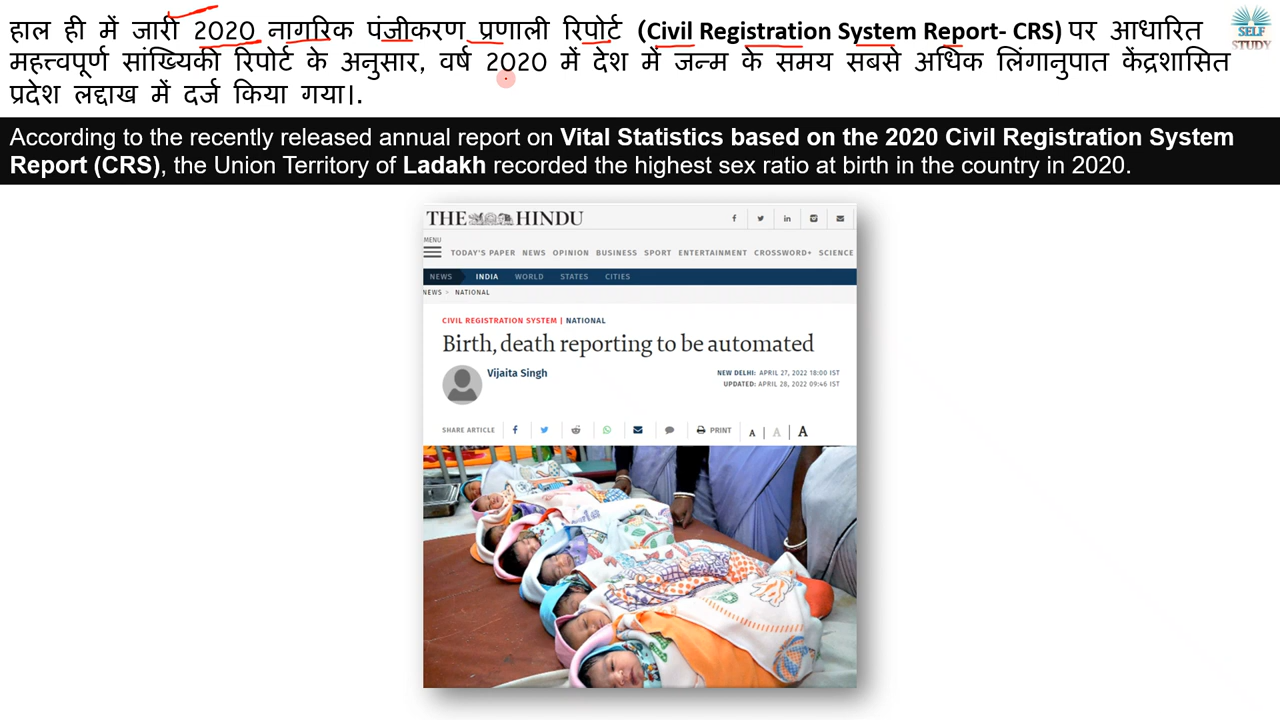 हाल ही में जारी 2020 नागरिक पंजीकरण प्रणाली रिपोर्ट (Civil Registration System Report- CRS) पर आधारित
महत्त्वपूर्ण सांख्यिकी रिपोर्ट के अनुसार, वर्ष 2020 में देश में जन्म के समय सबसे अधिक लिंगानुपात केंद्रशासित
प्रदेश लद्दाख में दर्ज किया गया।.
SELF
STUDY
According to the recently released annual report on Vital Statistics based on the 2020 Civil Registration System
Report (CRS), the Union Territory of Ladakh recorded the highest sex ratio at birth in the country in 2020.
THE HINDU
MENU
TODAY'S PAPER NEWS OPINION BUSINESS SPORT ENTERTAINMENT CROSSWORD+ SCIENCE
NEWS INDIA WORLD STATES CITIES
NEWS > NATIONAL
CIVIL REGISTRATION SYSTEM | NATIONAL
Birth, death reporting to be automated
Vijaita Singh
NEW DELHI: APRIL 27, 2022 18:00 IST
UPDATED: APRIL 28, 2022 09:46 IST
SHARE ARTICLE PRINT A | A | A